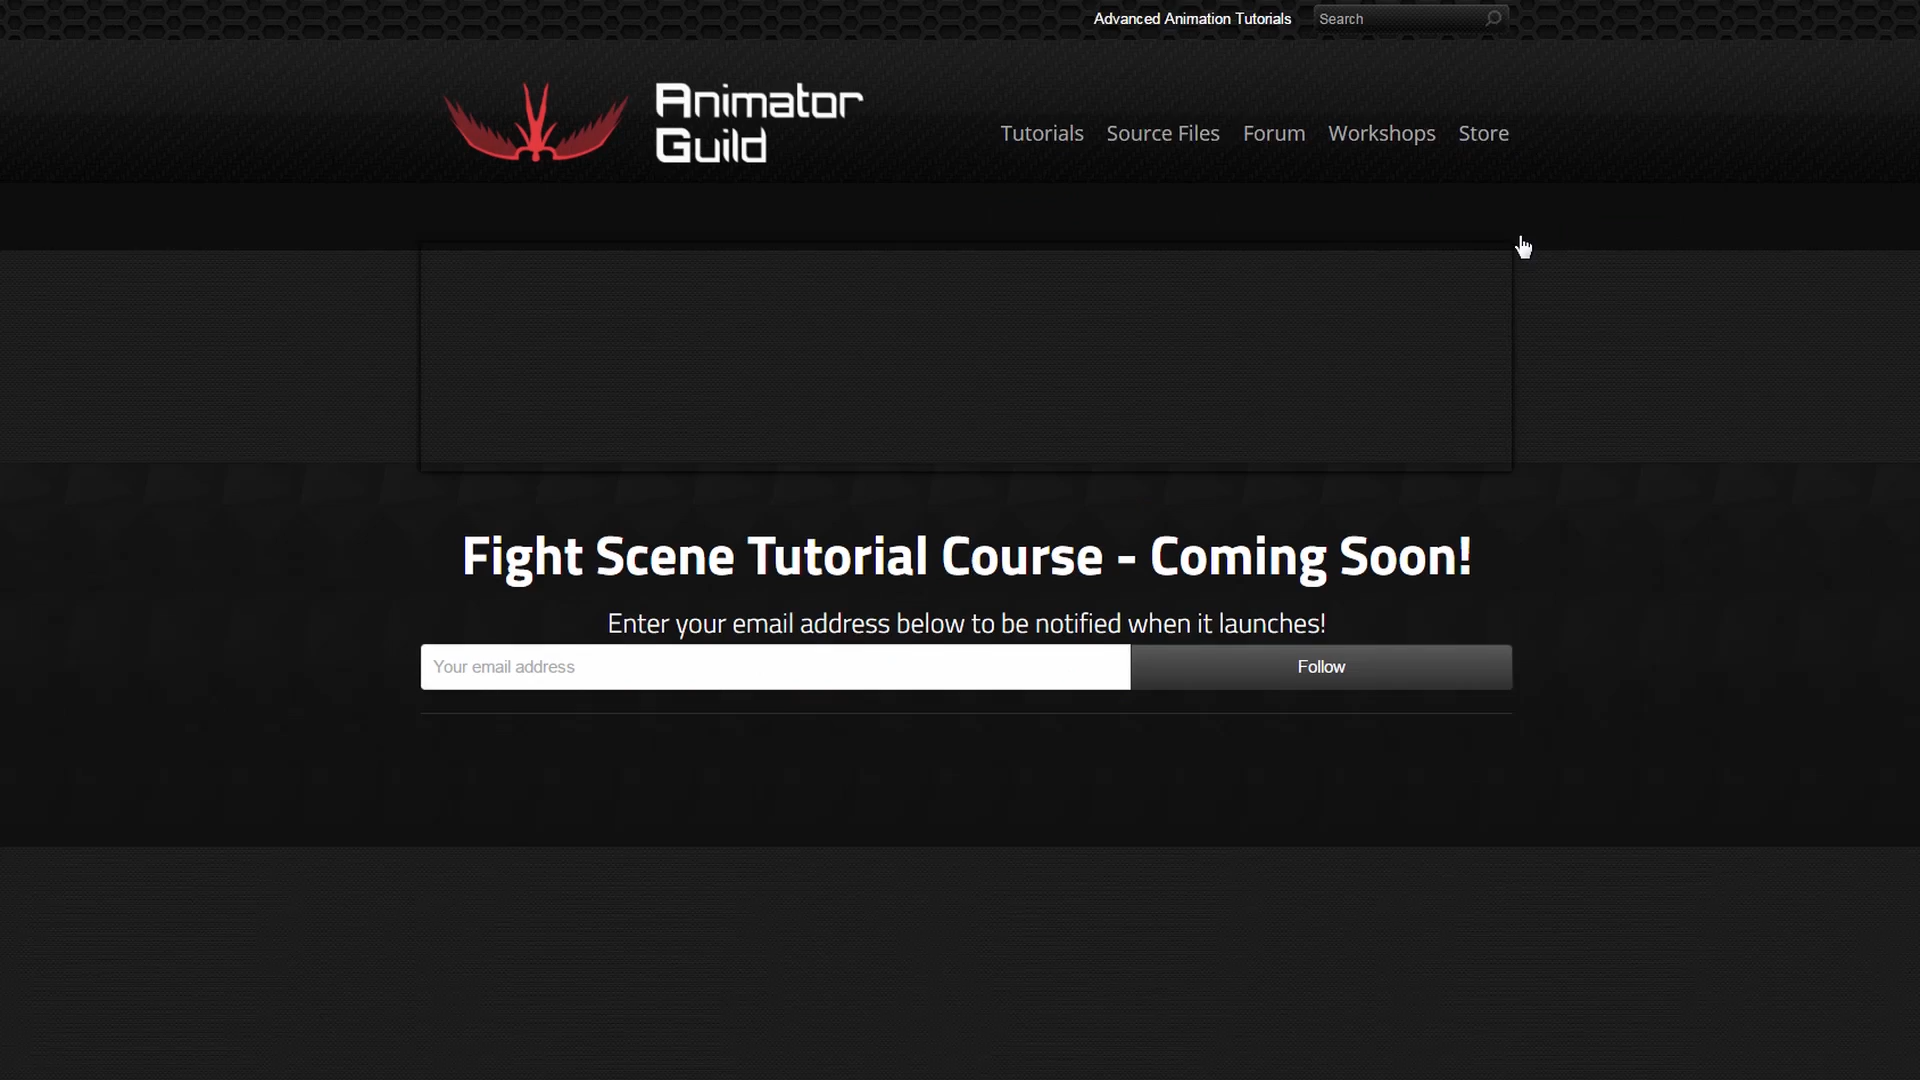 Advanced Animation Tutorials
Search
Animator
Guild
Tutorials Source Files Forum Workshops Store
Fight Scene Tutorial Course - Coming Soon!
Enter your email address below to be notified when it launches!
Your email address
Follow